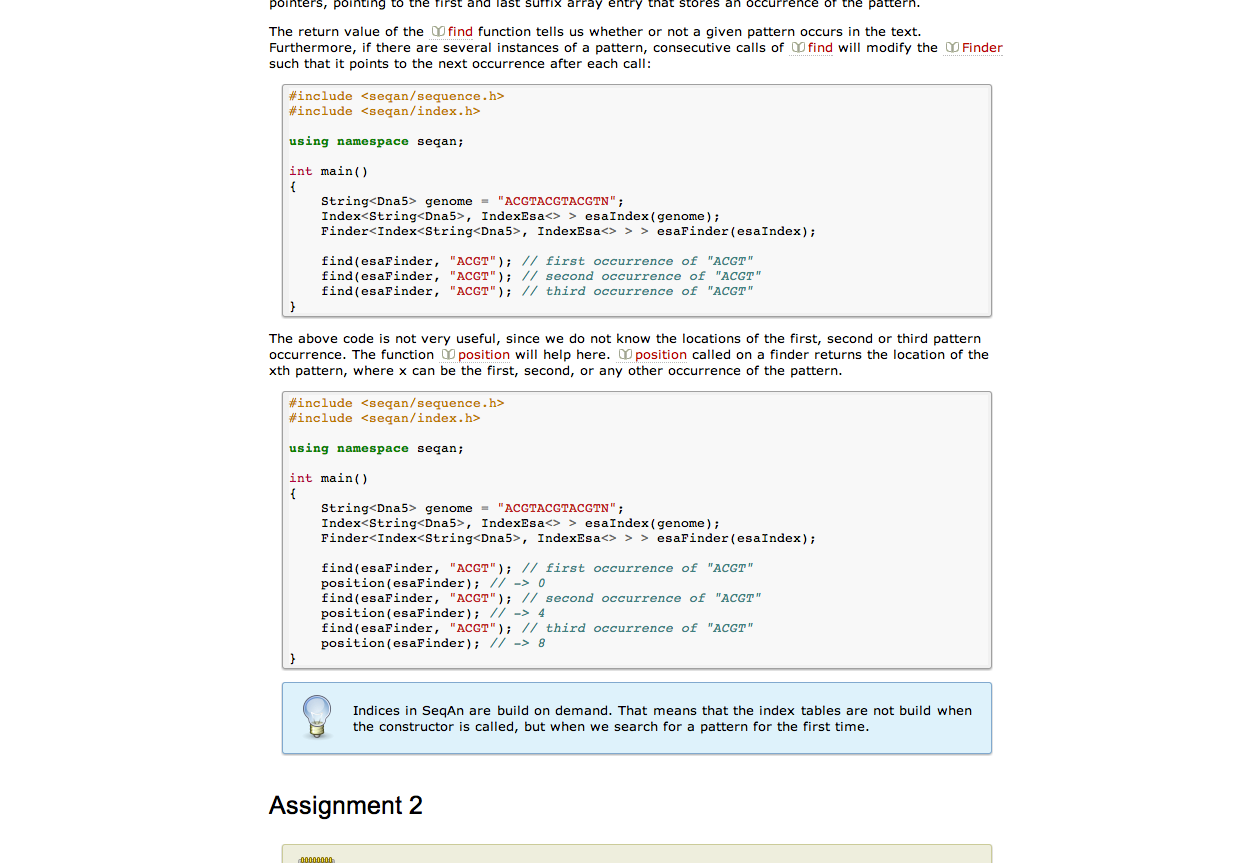 pointers, pointing to the first and last suffix array entry that stores an occurrence of the pattern.
The return value of the find function tells us whether or not a given pattern occurs in the text.
Furthermore, if there are several instances of a pattern, consecutive calls of find will modify the Finder
such that it points to the next occurrence after each call:
#include <seqan/sequence.h>
#include <seqan/index.h>
using namespace seqan;
int main()
{
String<Dna5> genome = "ACGTACGTACGTN";
Index<String<Dna5>, IndexEsa<> > esaIndex(genome);
Finder<Index<String<Dna5>, IndexEsa<> > > esaFinder(esaIndex);
find(esaFinder, "ACGT"); // first occurrence of "ACGT"
find(esaFinder, "ACGT"); // second occurrence of "ACGT"
find(esaFinder, "ACGT"); // third occurrence of "ACGT"
}
The above code is not very useful, since we do not know the locations of the first, second or third pattern
occurrence. The function position will help here. position called on a finder returns the location of the
xth pattern, where x can be the first, second, or any other occurrence of the pattern.
#include <seqan/sequence.h>
#include <seqan/index.h>
using namespace seqan;
int main()
{
String<Dna5> genome = "ACGTACGTACGTN";
Index<String<Dna5>, IndexEsa<> > esaIndex(genome);
Finder<Index<String<Dna5>, IndexEsa<> > > esaFinder(esaIndex);
find(esaFinder, "ACGT"); // first occurrence of "ACGT"
position(esaFinder); // -> 0
find(esaFinder, "ACGT"); // second occurrence of "ACGT"
position(esaFinder); // -> 4
find(esaFinder, "ACGT"); // third occurrence of "ACGT"
position(esaFinder); // -> 8
}
Indices in SeqAn are build on demand. That means that the index tables are not build when
the constructor is called, but when we search for a pattern for the first time.
Assignment 2